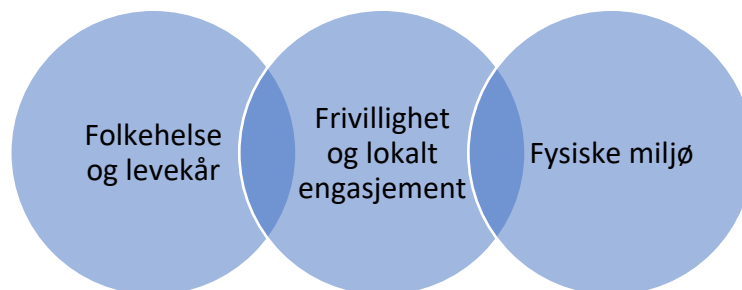 Folkehelse
og levekår
Frivillighet
og lokalt
engasjement
Fysiske miljø